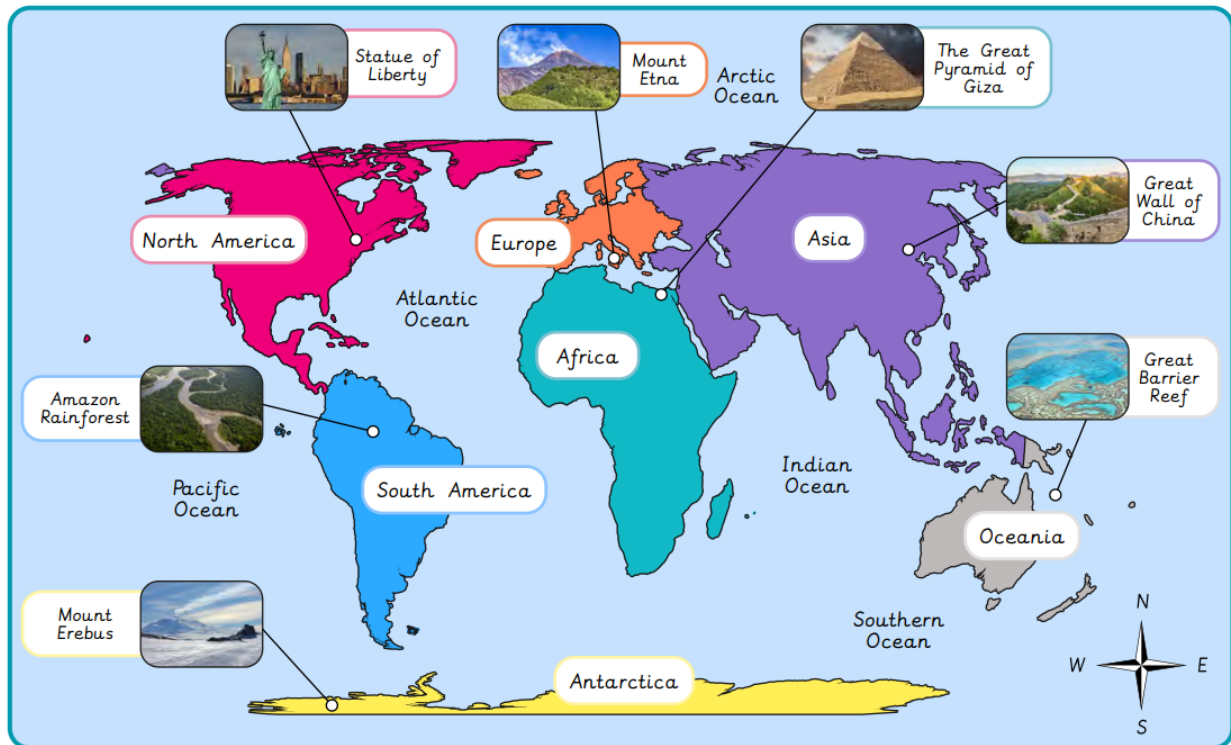 Statue of
Liberty
Mount
Etna
Arctic
Ocean
The Great
Pyramid of
Giza
Great
Wall of
China
North America
Europe
Asia
Atlantic
Ocean
Africa
Great
Barrier
Reef
Amazon
Rainforest
Pacific
Ocean
South America
Indian
Ocean
Oceania
Mount
Erebus
Southern
Ocean
Antarctica
N
W
E
S